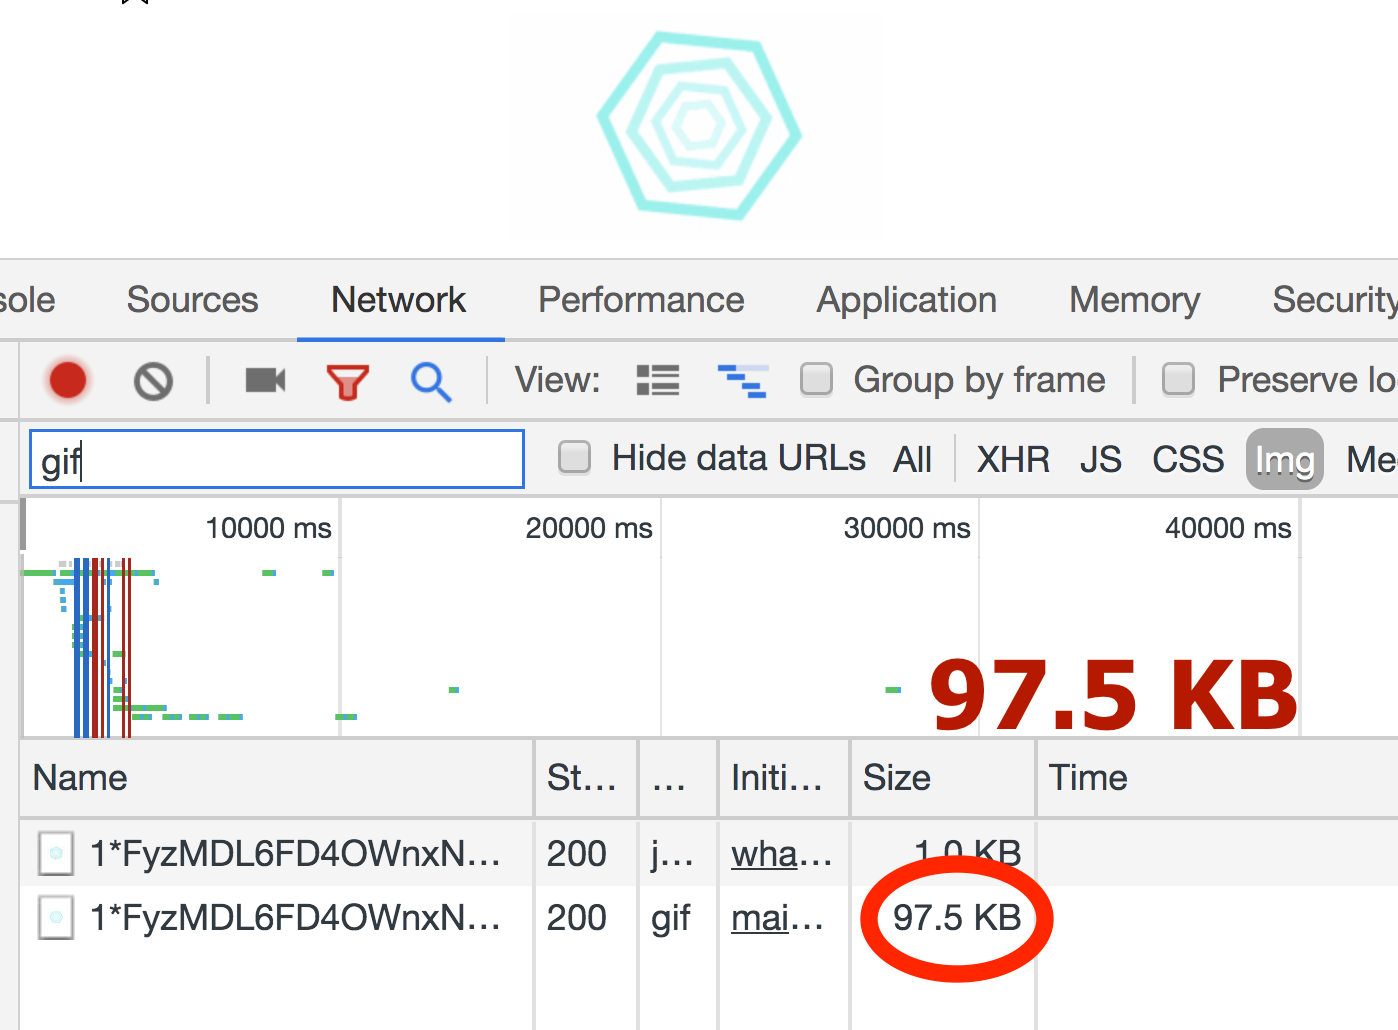 sole Sources Network Performance Application Memory Security
View: Group by frame Preserve lo
gif Hide data URLs All XHR JS CSS Img Me
10000 ms 20000 ms 30000 ms 40000 ms
97.5 KB
Name St... ... Initi... Size Time
1*FyzMDL6FD4OWnxN... 200 j... wha... 1.0 KB
1*FyzMDL6FD4OWnxN... 200 gif mai... 97.5 KB